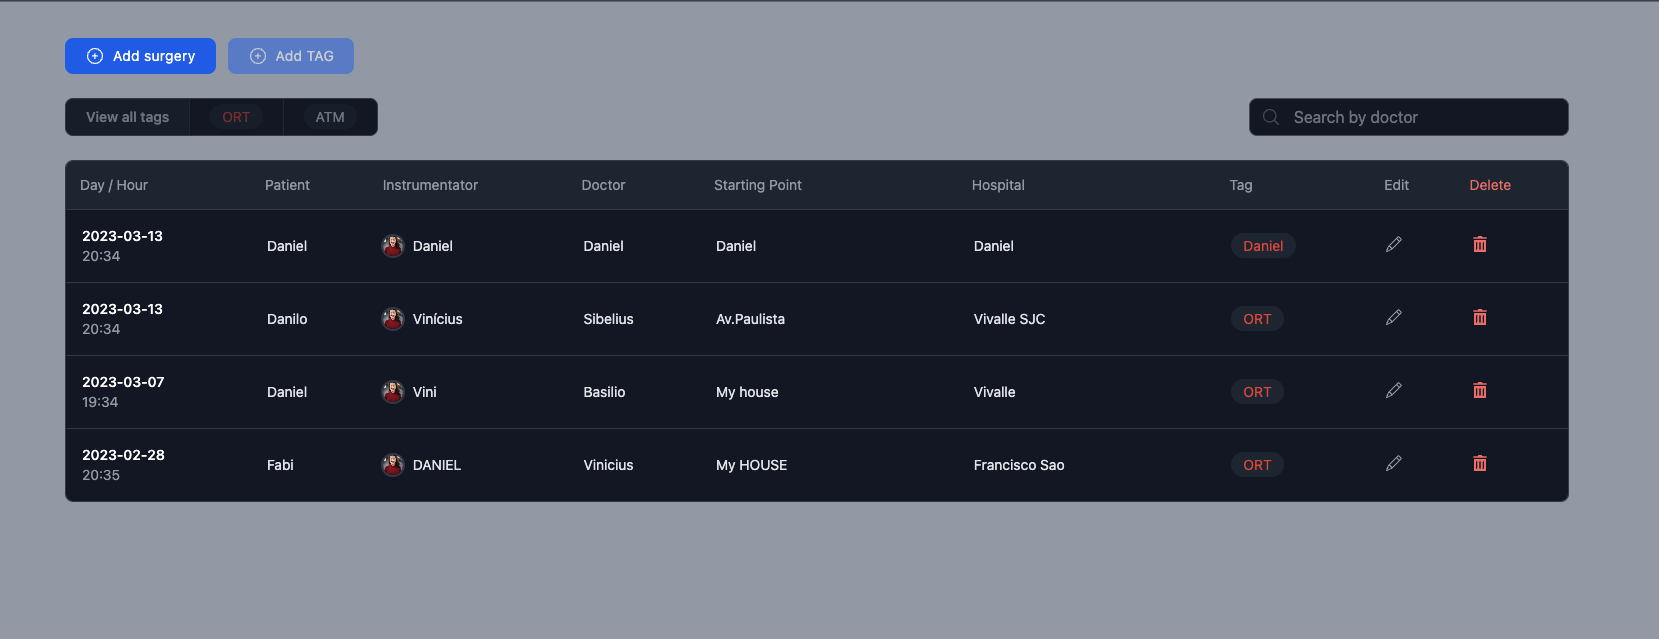 Add surgery Add TAG
View all tags ORT ATM Search by doctor
Day / Hour Patient Instrumentator Doctor Starting Point Hospital Tag Edit Delete
2023-03-13
20:34
Daniel Daniel Daniel Daniel Daniel Daniel
2023-03-13
20:34
Danilo Vinícius Sibelius Av.Paulista Vivalle SJC ORT
2023-03-07
19:34
Daniel Vini Basilio My house Vivalle ORT
2023-02-28
20:35
Fabi DANIEL Vinicius My HOUSE Francisco Sao ORT